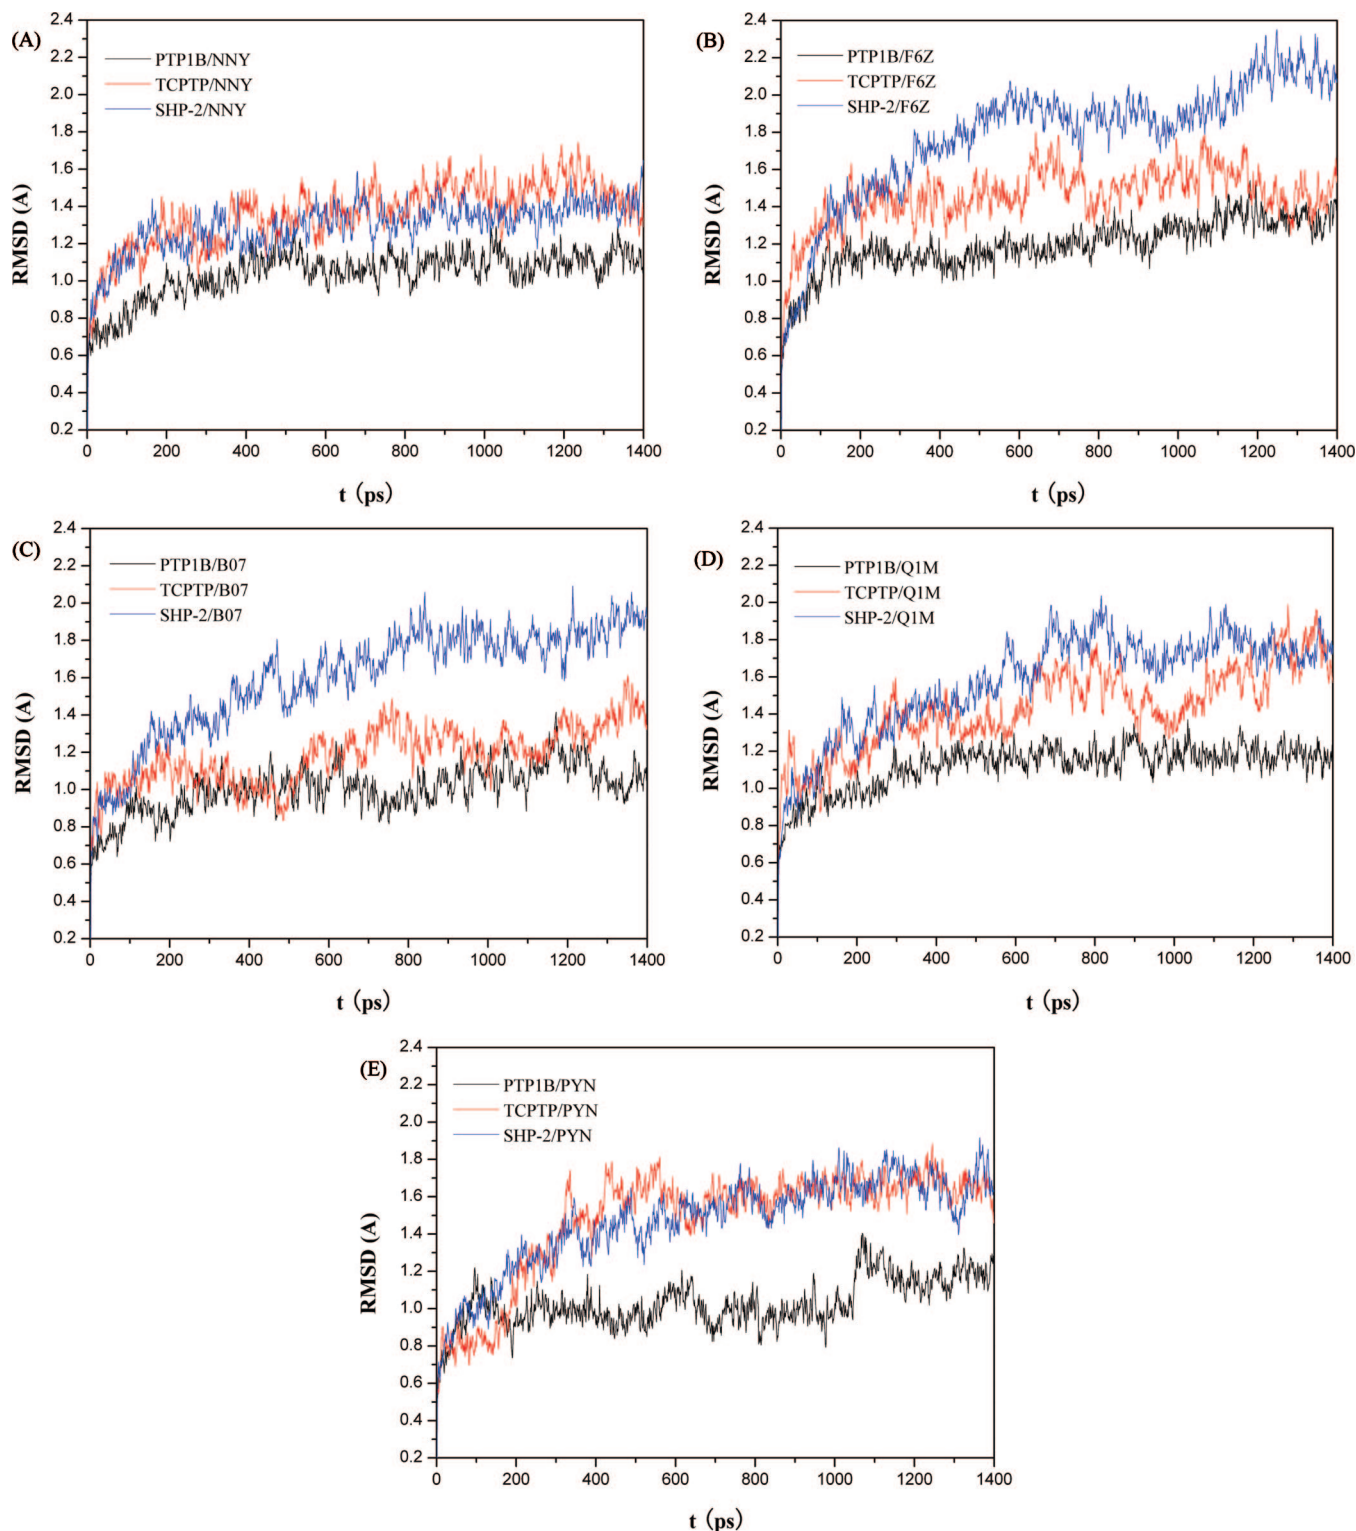 (A)
PTP1B/NNY
TCPTP/NNY
SHP-2/NNY
2.4
2.2
2.0
1.8
1.6
1.4
1.2
1.0
0.8
0.6
0.4
0.2
RMSD (A)
0 200 400 600 800 1000 1200 1400
t (ps)
(B)
PTP1B/F6Z
TCPTP/F6Z
SHP-2/F6Z
2.4
2.2
2.0
1.8
1.6
1.4
1.2
1.0
0.8
0.6
0.4
0.2
RMSD (A)
0 200 400 600 800 1000 1200 1400
t (ps)
(C)
PTP1B/B07
TCPTP/B07
SHP-2/B07
2.4
2.2
2.0
1.8
1.6
1.4
1.2
1.0
0.8
0.6
0.4
0.2
RMSD (A)
0 200 400 600 800 1000 1200 1400
t (ps)
(D)
PTP1B/Q1M
TCPTP/Q1M
SHP-2/Q1M
2.4
2.2
2.0
1.8
1.6
1.4
1.2
1.0
0.8
0.6
0.4
0.2
RMSD (A)
0 200 400 600 800 1000 1200 1400
t (ps)
(E)
PTP1B/PYN
TCPTP/PYN
SHP-2/PYN
2.4
2.2
2.0
1.8
1.6
1.4
1.2
1.0
0.8
0.6
0.4
0.2
RMSD (A)
0 200 400 600 800 1000 1200 1400
t (ps)